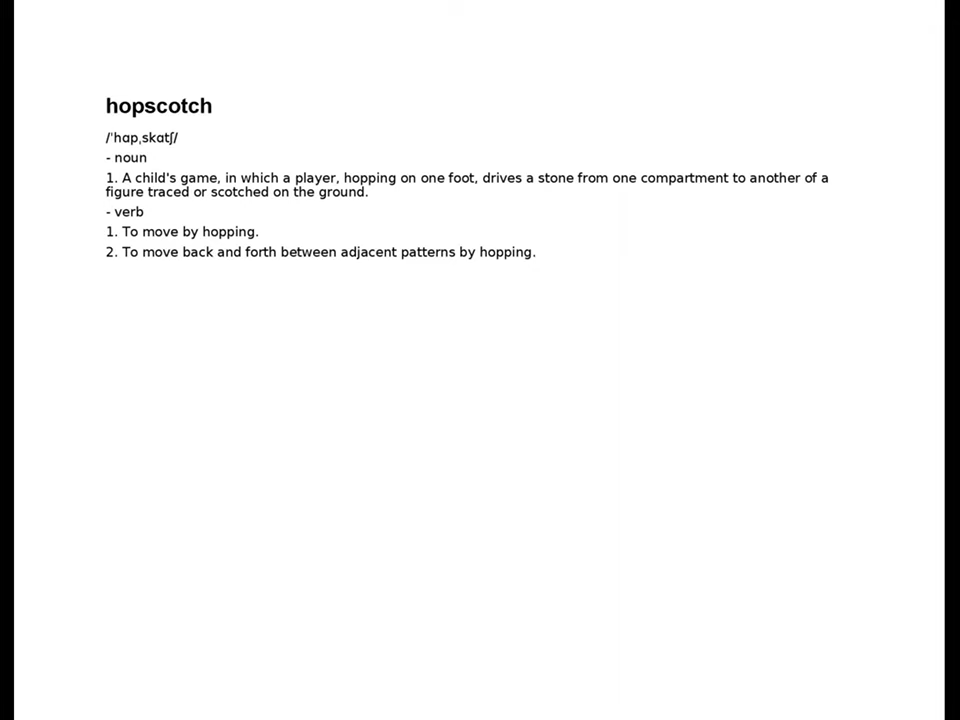 hopscotch
/ˈhɑpˌskɑtʃ/
- noun
1. A child's game, in which a player, hopping on one foot, drives a stone from one compartment to another of a
figure traced or scotched on the ground.
- verb
1. To move by hopping.
2. To move back and forth between adjacent patterns by hopping.